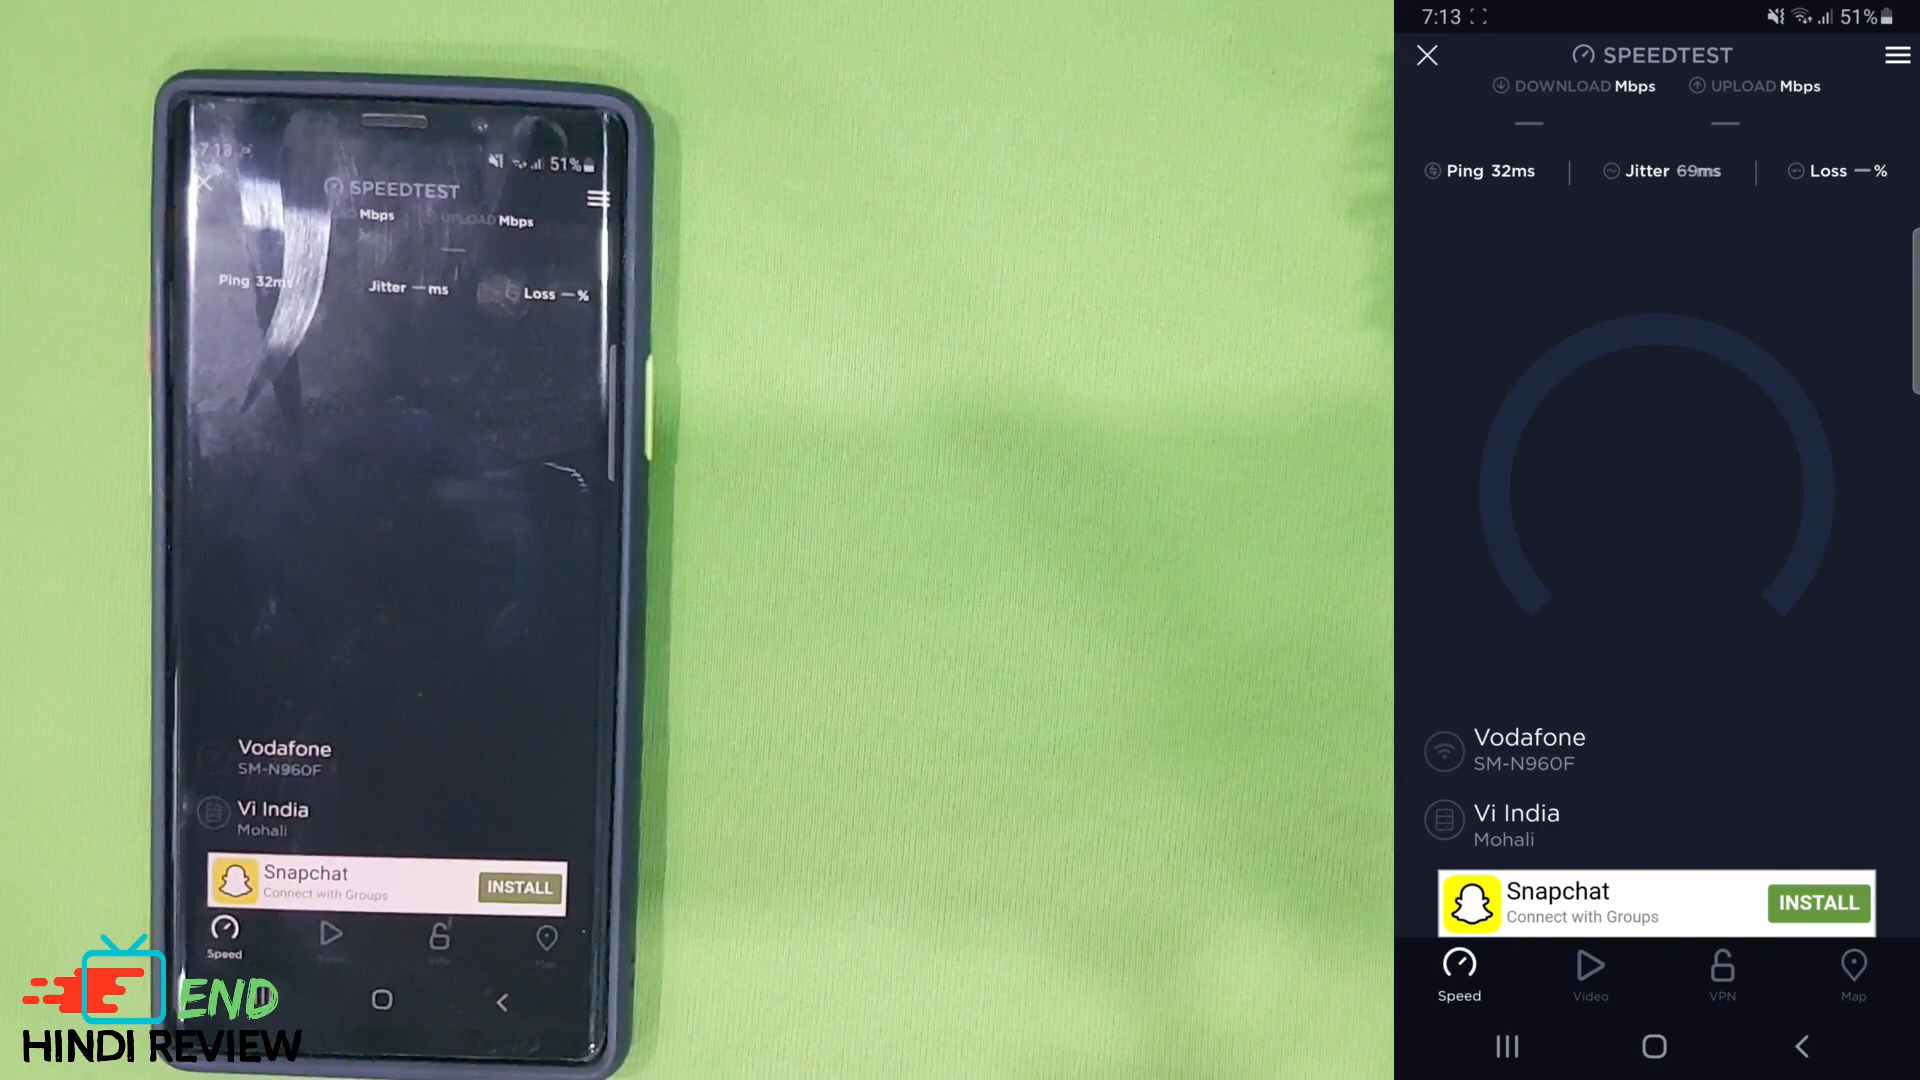 7:13
51%
SPEEDTEST
Mbps UPLOAD Mbps
Ping 32ms Jitter — ms Loss — %
Vodafone
SM-N960F
Vi India
Mohali
Snapchat
Connect with Groups
INSTALL
Speed
END
HINDI REVIEW
7:13 51%
SPEEDTEST
DOWNLOAD Mbps UPLOAD Mbps
— —
Ping 32ms Jitter 69ms Loss — %
Vodafone
SM-N960F
Vi India
Mohali
Snapchat
Connect with Groups
INSTALL
Speed Video VPN Map